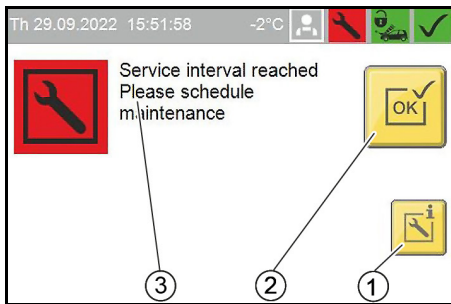 Th 29.09.2022 15:51:58 -2°C
Service interval reached
Please schedule
maintenance
OK
i
3 2 1